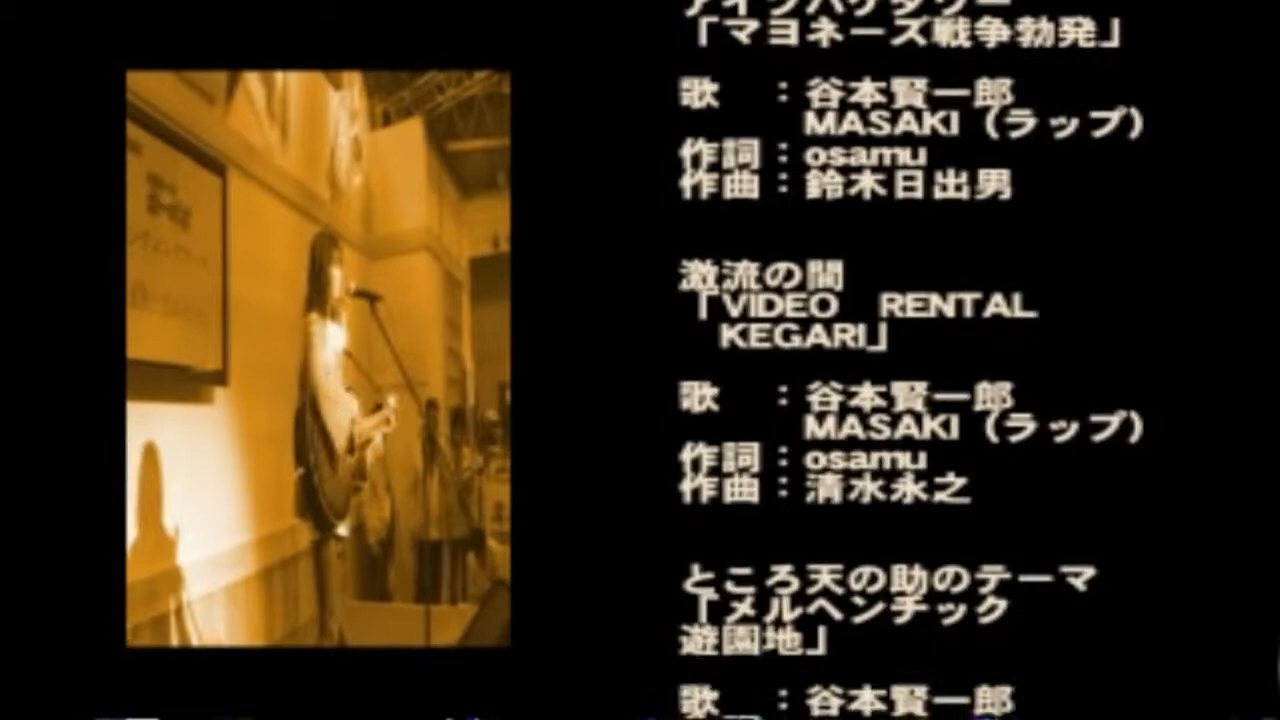 「マヨネーズ戦争勃発」
歌　：谷本賢一郎
MASAKI（ラップ）
作詞：osamu
作曲：鈴木日出男
激流の闇
「VIDEO　RENTAL
KEGARI」
歌　：谷本賢一郎
MASAKI（ラップ）
作詞：osamu
作曲：清水永之
ところ天の助のテーマ
「メルヘンチック
遊園地」
歌　：谷本賢一郎